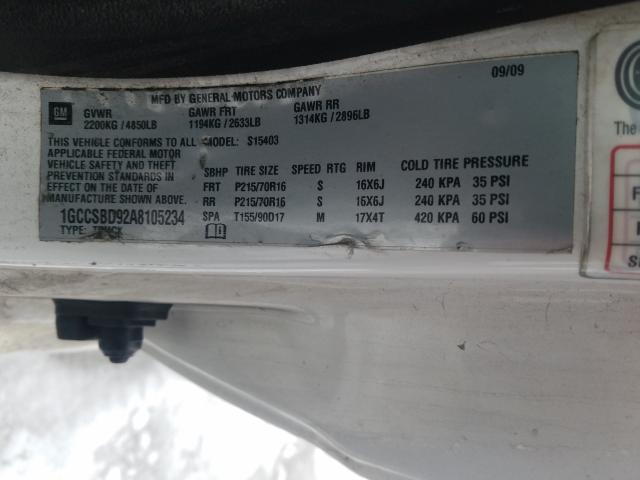 MFD BY GENERAL MOTORS COMPANY 09/09
GM GVWR GAWR FRT GAWR RR
2200KG / 4850LB 1194KG / 2633LB 1314KG / 2896LB
THIS VEHICLE CONFORMS TO ALL MODEL: S15403
APPLICABLE FEDERAL MOTOR
VEHICLE SAFETY AND THEFT SBHP TIRE SIZE SPEED RTG RIM COLD TIRE PRESSURE
PREVENTION STANDARDS IN
EFFECT ON THE DATE OF FRT P215/70R16 S 16X6J 240 KPA 35 PSI
MANUFACTURE SHOWN ABOVE. RR P215/70R16 S 16X6J 240 KPA 35 PSI
1GCCSBD92A8105234 SPA T155/90D17 M 17X4T 420 KPA 60 PSI
TYPE: TRUCK
The